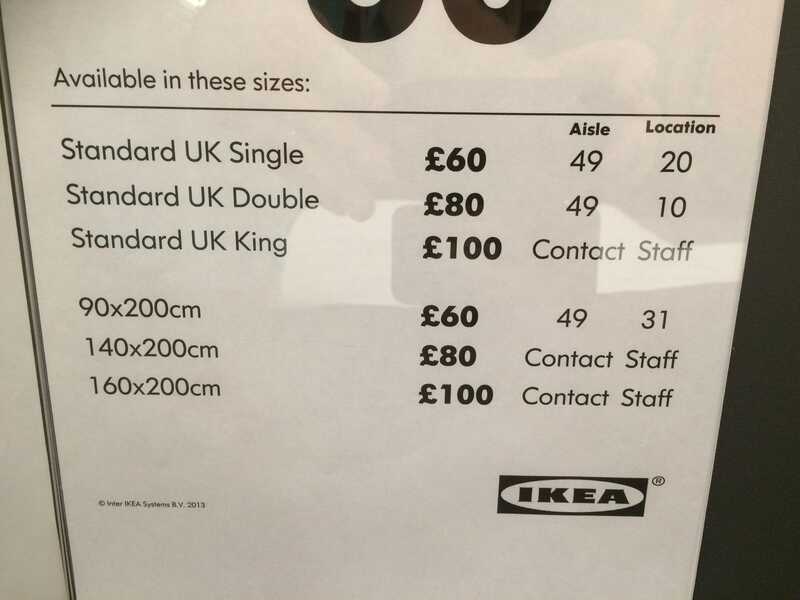 Available in these sizes:
Aisle Location
Standard UK Single £60 49 20
Standard UK Double £80 49 10
Standard UK King £100 Contact Staff
90x200cm £60 49 31
140x200cm £80 Contact Staff
160x200cm £100 Contact Staff
© Inter IKEA Systems B.V. 2013
IKEA ®